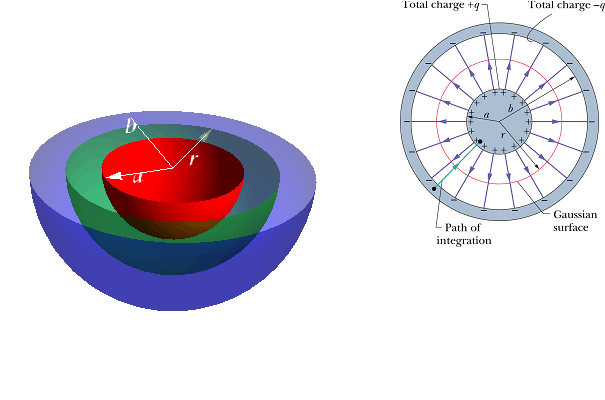 Total charge +q
Total charge −q
b
r
a
b
a
r
Gaussian
surface
Path of
integration